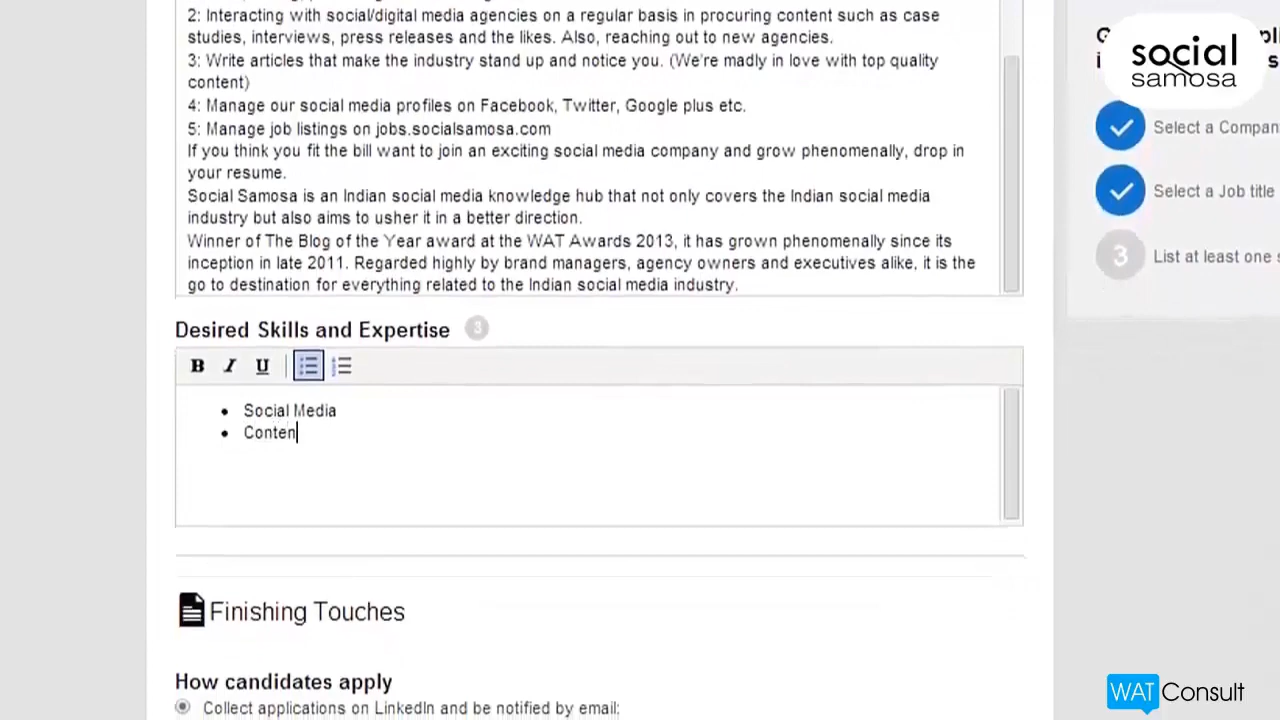 2: Interacting with social/digital media agencies on a regular basis in procuring content such as case
studies, interviews, press releases and the likes. Also, reaching out to new agencies.
3: Write articles that make the industry stand up and notice you. (We're madly in love with top quality
content)
4: Manage our social media profiles on Facebook, Twitter, Google plus etc.
5: Manage job listings on jobs.socialsamosa.com
If you think you fit the bill want to join an exciting social media company and grow phenomenally, drop in
your resume.
Social Samosa is an Indian social media knowledge hub that not only covers the Indian social media
industry but also aims to usher it in a better direction.
Winner of The Blog of the Year award at the WAT Awards 2013, it has grown phenomenally since its
inception in late 2011. Regarded highly by brand managers, agency owners and executives alike, it is the
go to destination for everything related to the Indian social media industry.
Desired Skills and Expertise 3
B I U
• Social Media
• Conten
Finishing Touches
How candidates apply
Collect applications on LinkedIn and be notified by email:
social
samosa
Select a Compan
Select a Job title
3 List at least one s
WATConsult